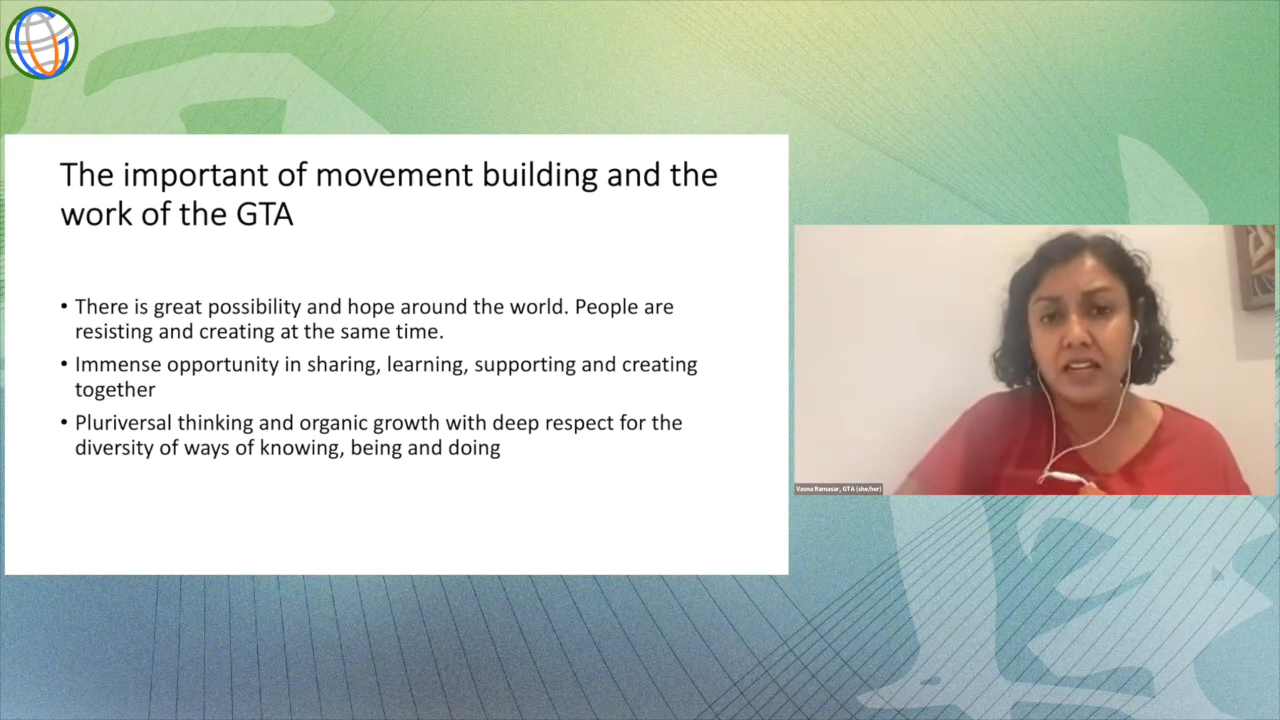 The important of movement building and the
work of the GTA
• There is great possibility and hope around the world. People are
resisting and creating at the same time.
• Immense opportunity in sharing, learning, supporting and creating
together
• Pluriversal thinking and organic growth with deep respect for the
diversity of ways of knowing, being and doing
Vasna Ramasar, GTA (she/her)